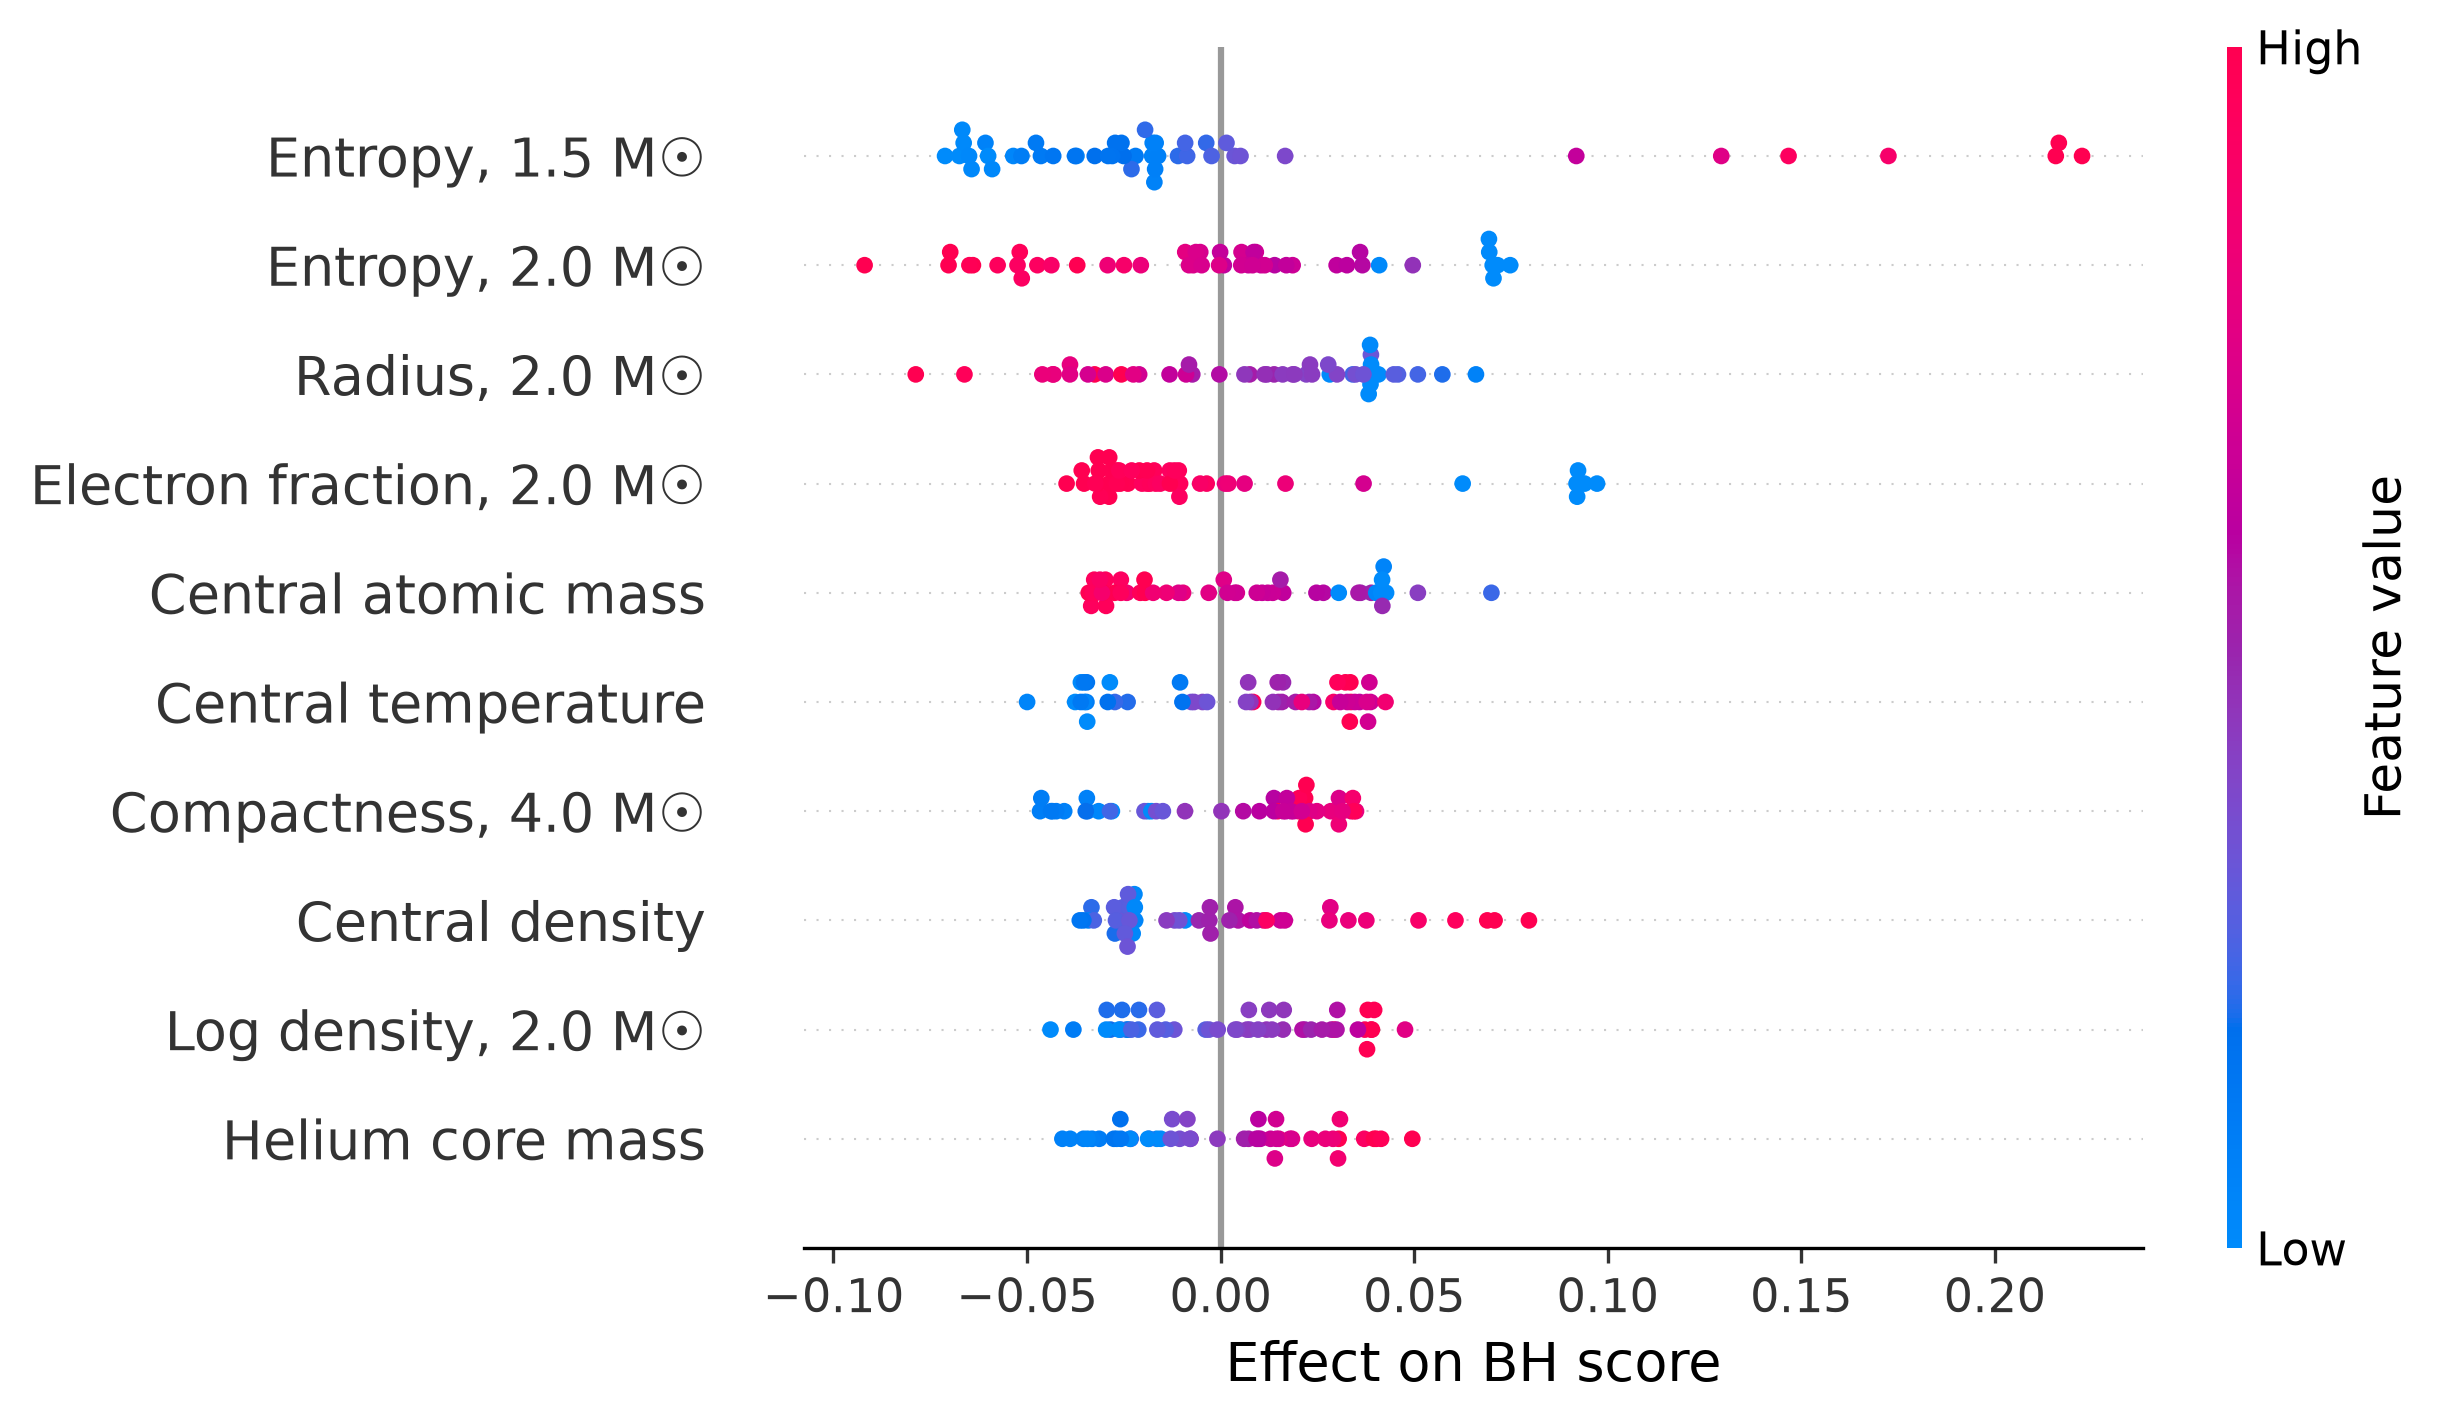 High
Entropy, 1.5 M☉
Entropy, 2.0 M☉
Radius, 2.0 M☉
Electron fraction, 2.0 M☉
Central atomic mass
Central temperature
Compactness, 4.0 M☉
Central density
Log density, 2.0 M☉
Helium core mass
Feature value
Low
−0.10 −0.05 0.00 0.05 0.10 0.15 0.20
Effect on BH score